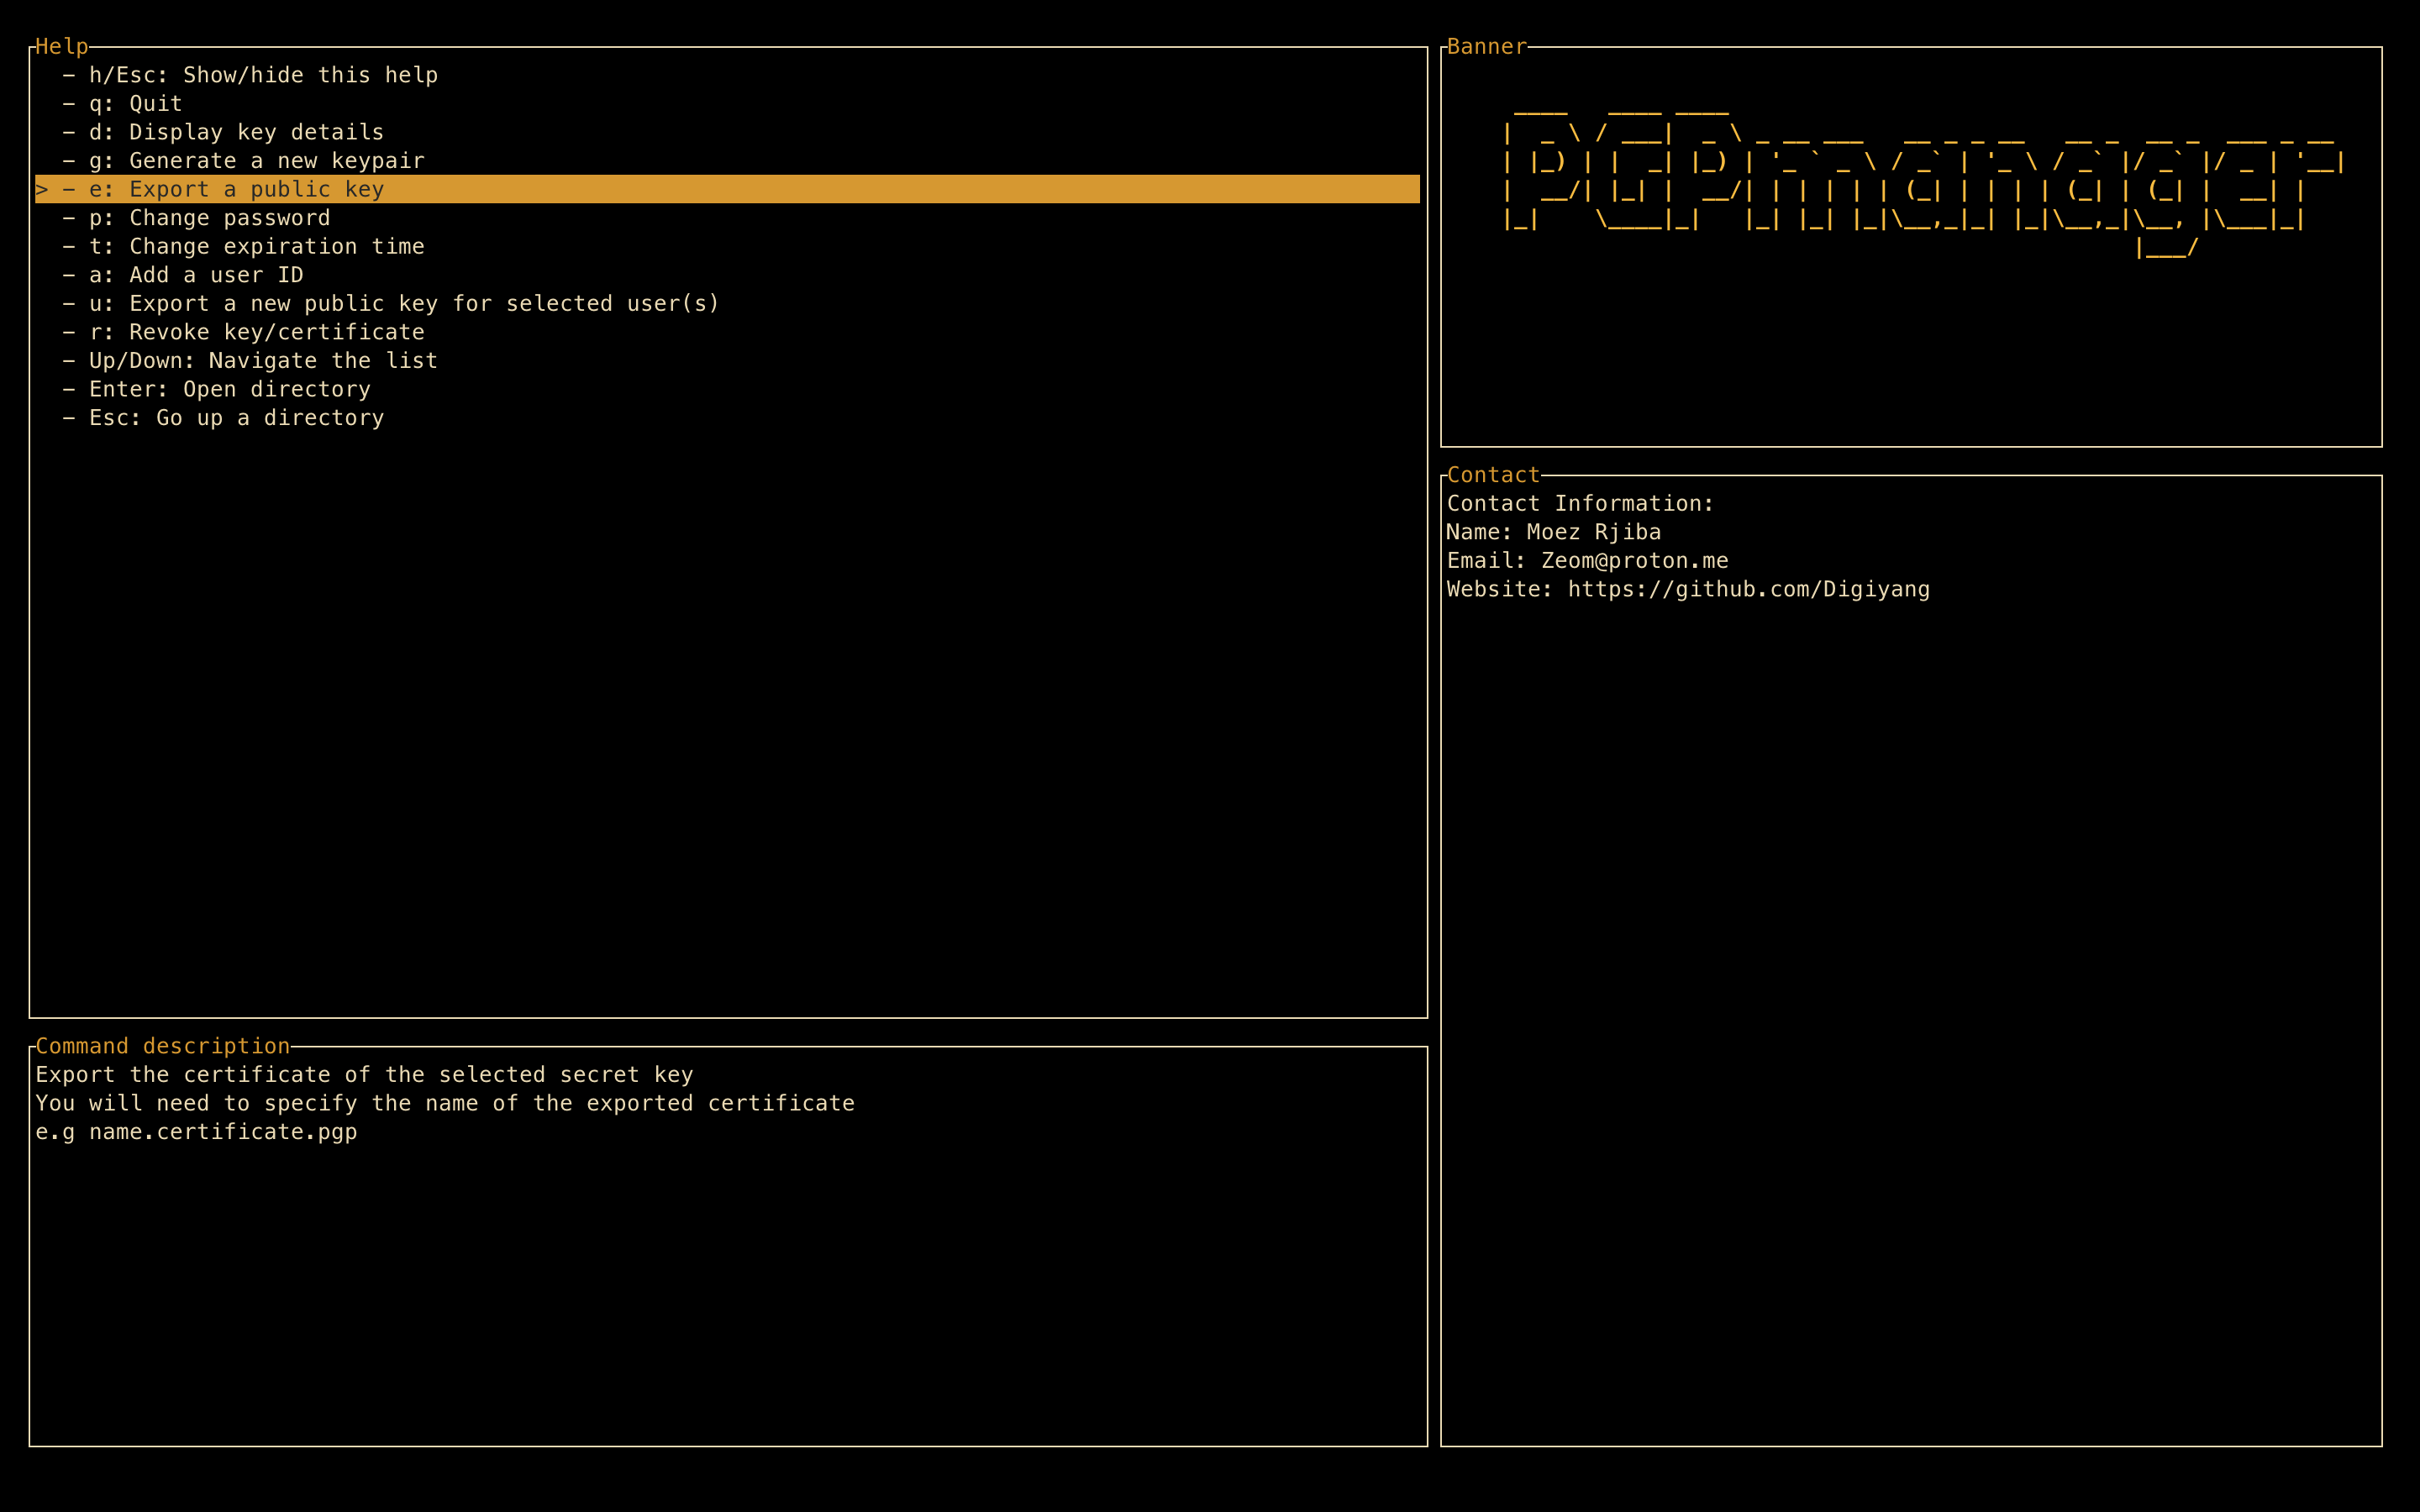 Help
- h/Esc: Show/hide this help
- q: Quit
- d: Display key details
- g: Generate a new keypair
> - e: Export a public key
- p: Change password
- t: Change expiration time
- a: Add a user ID
- u: Export a new public key for selected user(s)
- r: Revoke key/certificate
- Up/Down: Navigate the list
- Enter: Open directory
- Esc: Go up a directory
Command description
Export the certificate of the selected secret key
You will need to specify the name of the exported certificate
e.g name.certificate.pgp
Banner
PGPmanager
Contact
Contact Information:
Name: Moez Rjiba
Email: Zeom@proton.me
Website: https://github.com/Digiyang